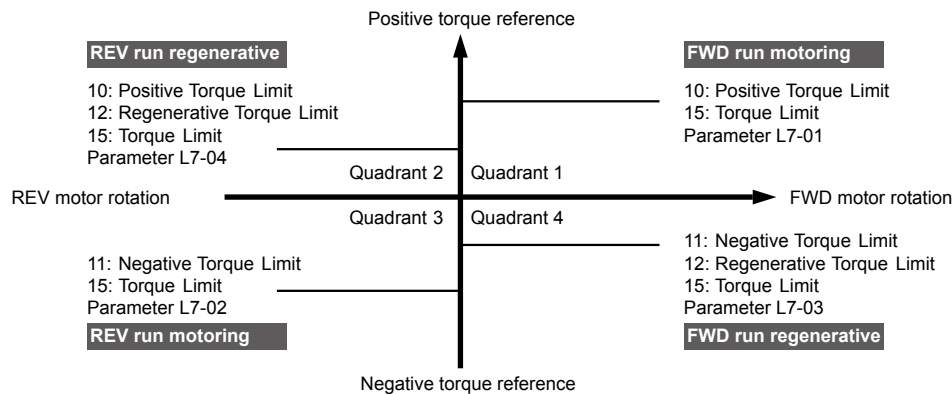 Positive torque reference
REV run regenerative
10: Positive Torque Limit
12: Regenerative Torque Limit
15: Torque Limit
Parameter L7-04
FWD run motoring
10: Positive Torque Limit
15: Torque Limit
Parameter L7-01
Quadrant 2
Quadrant 1
REV motor rotation
FWD motor rotation
Quadrant 3
Quadrant 4
11: Negative Torque Limit
15: Torque Limit
Parameter L7-02
REV run motoring
11: Negative Torque Limit
12: Regenerative Torque Limit
15: Torque Limit
Parameter L7-03
FWD run regenerative
Negative torque reference